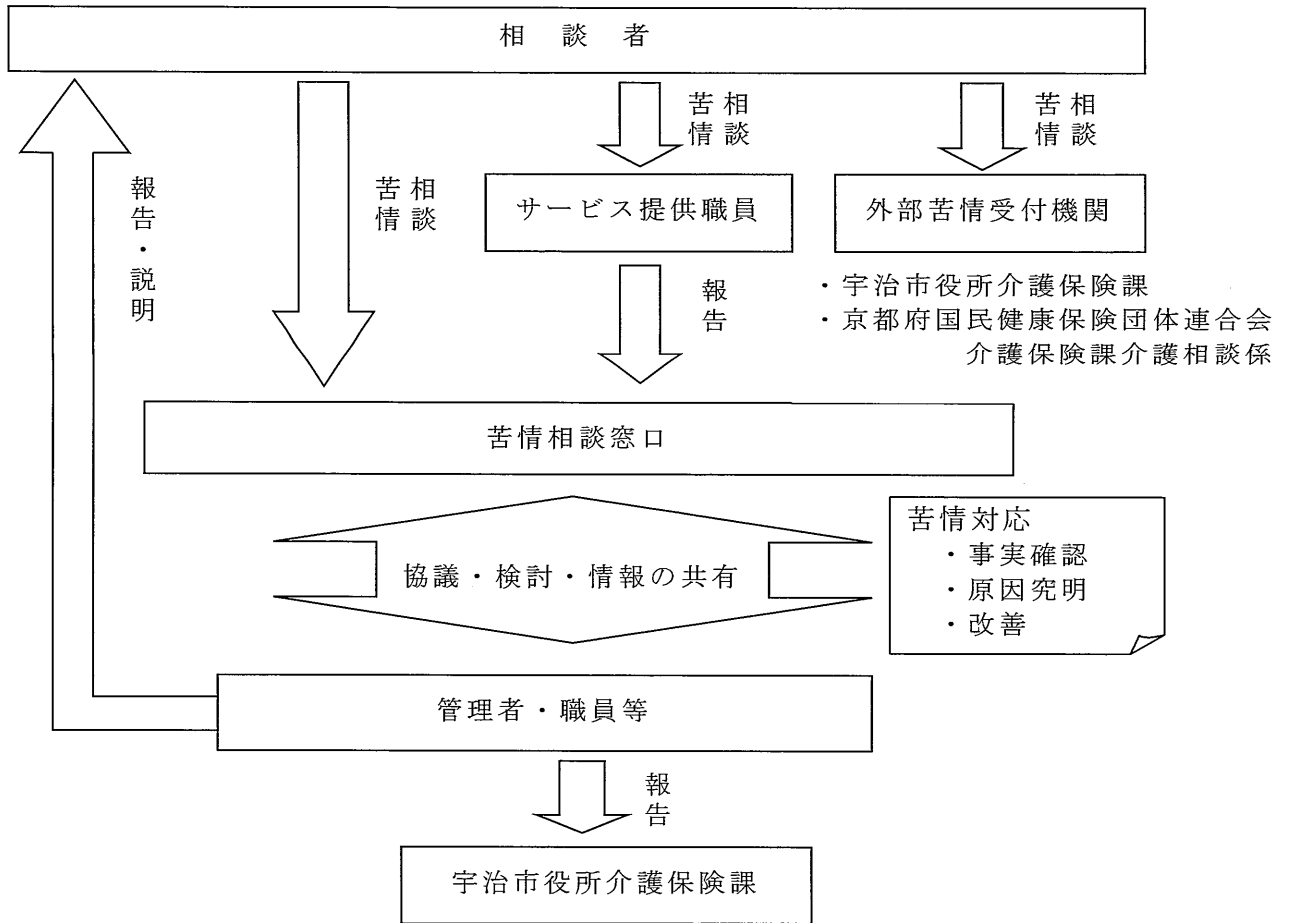 相談者
相談
苦情
相談
苦情
相談
苦情
報告・説明
サービス提供職員
外部苦情受付機関
報告
・宇治市役所介護保険課
・京都府国民健康保険団体連合会
介護保険課介護相談係
苦情相談窓口
協議・検討・情報の共有
苦情対応
・事実確認
・原因究明
・改善
管理者・職員等
報告
宇治市役所介護保険課